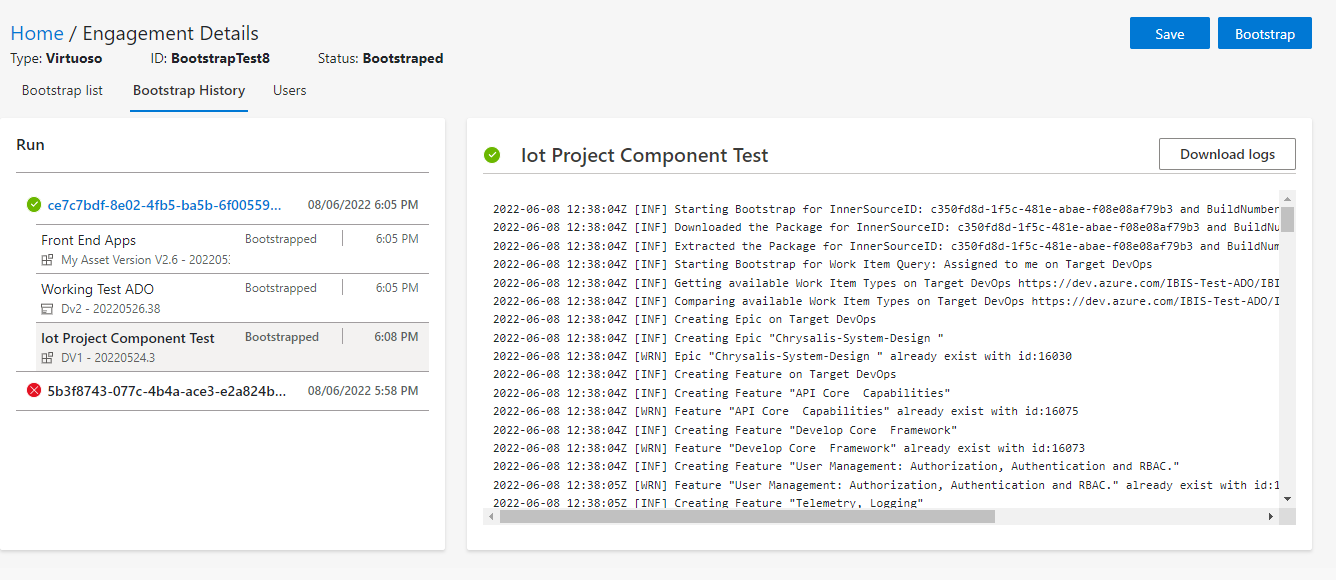 Home / Engagement Details
Save
Bootstrap
Type: Virtuoso ID: BootstrapTest8 Status: Bootstraped
Bootstrap list Bootstrap History Users
Run
ce7c7bdf-8e02-4fb5-ba5b-6f00559... 08/06/2022 6:05 PM
Front End Apps Bootstrapped 6:05 PM
My Asset Version V2.6 - 202205
Working Test ADO Bootstrapped 6:05 PM
Dv2 - 20220526.38
Iot Project Component Test Bootstrapped 6:08 PM
DV1 - 20220524.3
5b3f8743-077c-4b4a-ace3-e2a824b... 08/06/2022 5:58 PM
Iot Project Component Test
Download logs
2022-06-08 12:38:04Z [INF] Starting Bootstrap for InnerSourceID: c350fd8d-1f5c-481e-abae-f08e08af79b3 and BuildNumber
2022-06-08 12:38:04Z [INF] Downloaded the Package for InnerSourceID: c350fd8d-1f5c-481e-abae-f08e08af79b3 and BuildNu
2022-06-08 12:38:04Z [INF] Extracted the Package for InnerSourceID: c350fd8d-1f5c-481e-abae-f08e08af79b3 and BuildNum
2022-06-08 12:38:04Z [INF] Starting Bootstrap for Work Item Query: Assigned to me on Target DevOps
2022-06-08 12:38:04Z [INF] Getting available Work Item Types on Target DevOps https://dev.azure.com/IBIS-Test-ADO/IBI
2022-06-08 12:38:04Z [INF] Comparing available Work Item Types on Target DevOps https://dev.azure.com/IBIS-Test-ADO/I
2022-06-08 12:38:04Z [INF] Creating Epic on Target DevOps
2022-06-08 12:38:04Z [INF] Creating Epic "Chrysalis-System-Design "
2022-06-08 12:38:04Z [WRN] Epic "Chrysalis-System-Design " already exist with id:16030
2022-06-08 12:38:04Z [INF] Creating Feature on Target DevOps
2022-06-08 12:38:04Z [INF] Creating Feature "API Core  Capabilities"
2022-06-08 12:38:04Z [WRN] Feature "API Core  Capabilities" already exist with id:16075
2022-06-08 12:38:04Z [INF] Creating Feature "Develop Core  Framework"
2022-06-08 12:38:04Z [WRN] Feature "Develop Core  Framework" already exist with id:16073
2022-06-08 12:38:04Z [INF] Creating Feature "User Management: Authorization, Authentication and RBAC."
2022-06-08 12:38:05Z [WRN] Feature "User Management: Authorization, Authentication and RBAC." already exist with id:1
2022-06-08 12:38:05Z [INF] Creating Feature "Telemetry, Logging"